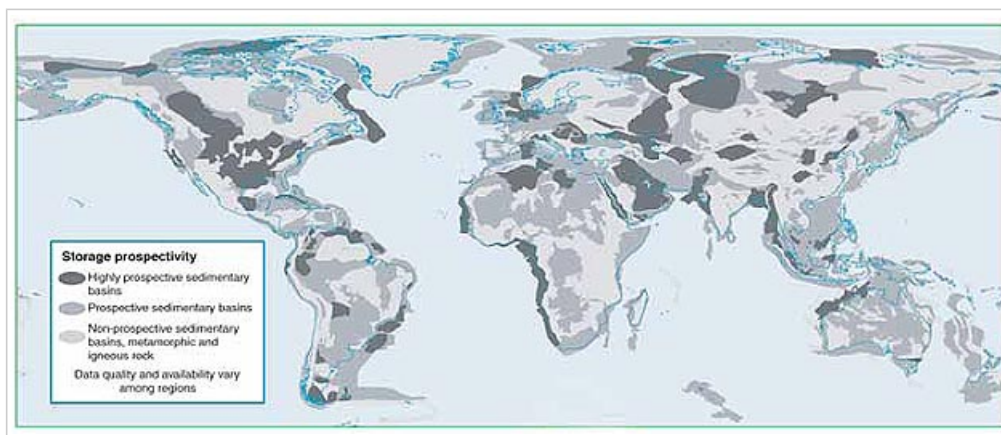 Storage prospectivity
Highly prospective sedimentary
basins
Prospective sedimentary basins
Non-prospective sedimentary
basins, metamorphic and
igneous rock
Data quality and availability vary
among regions